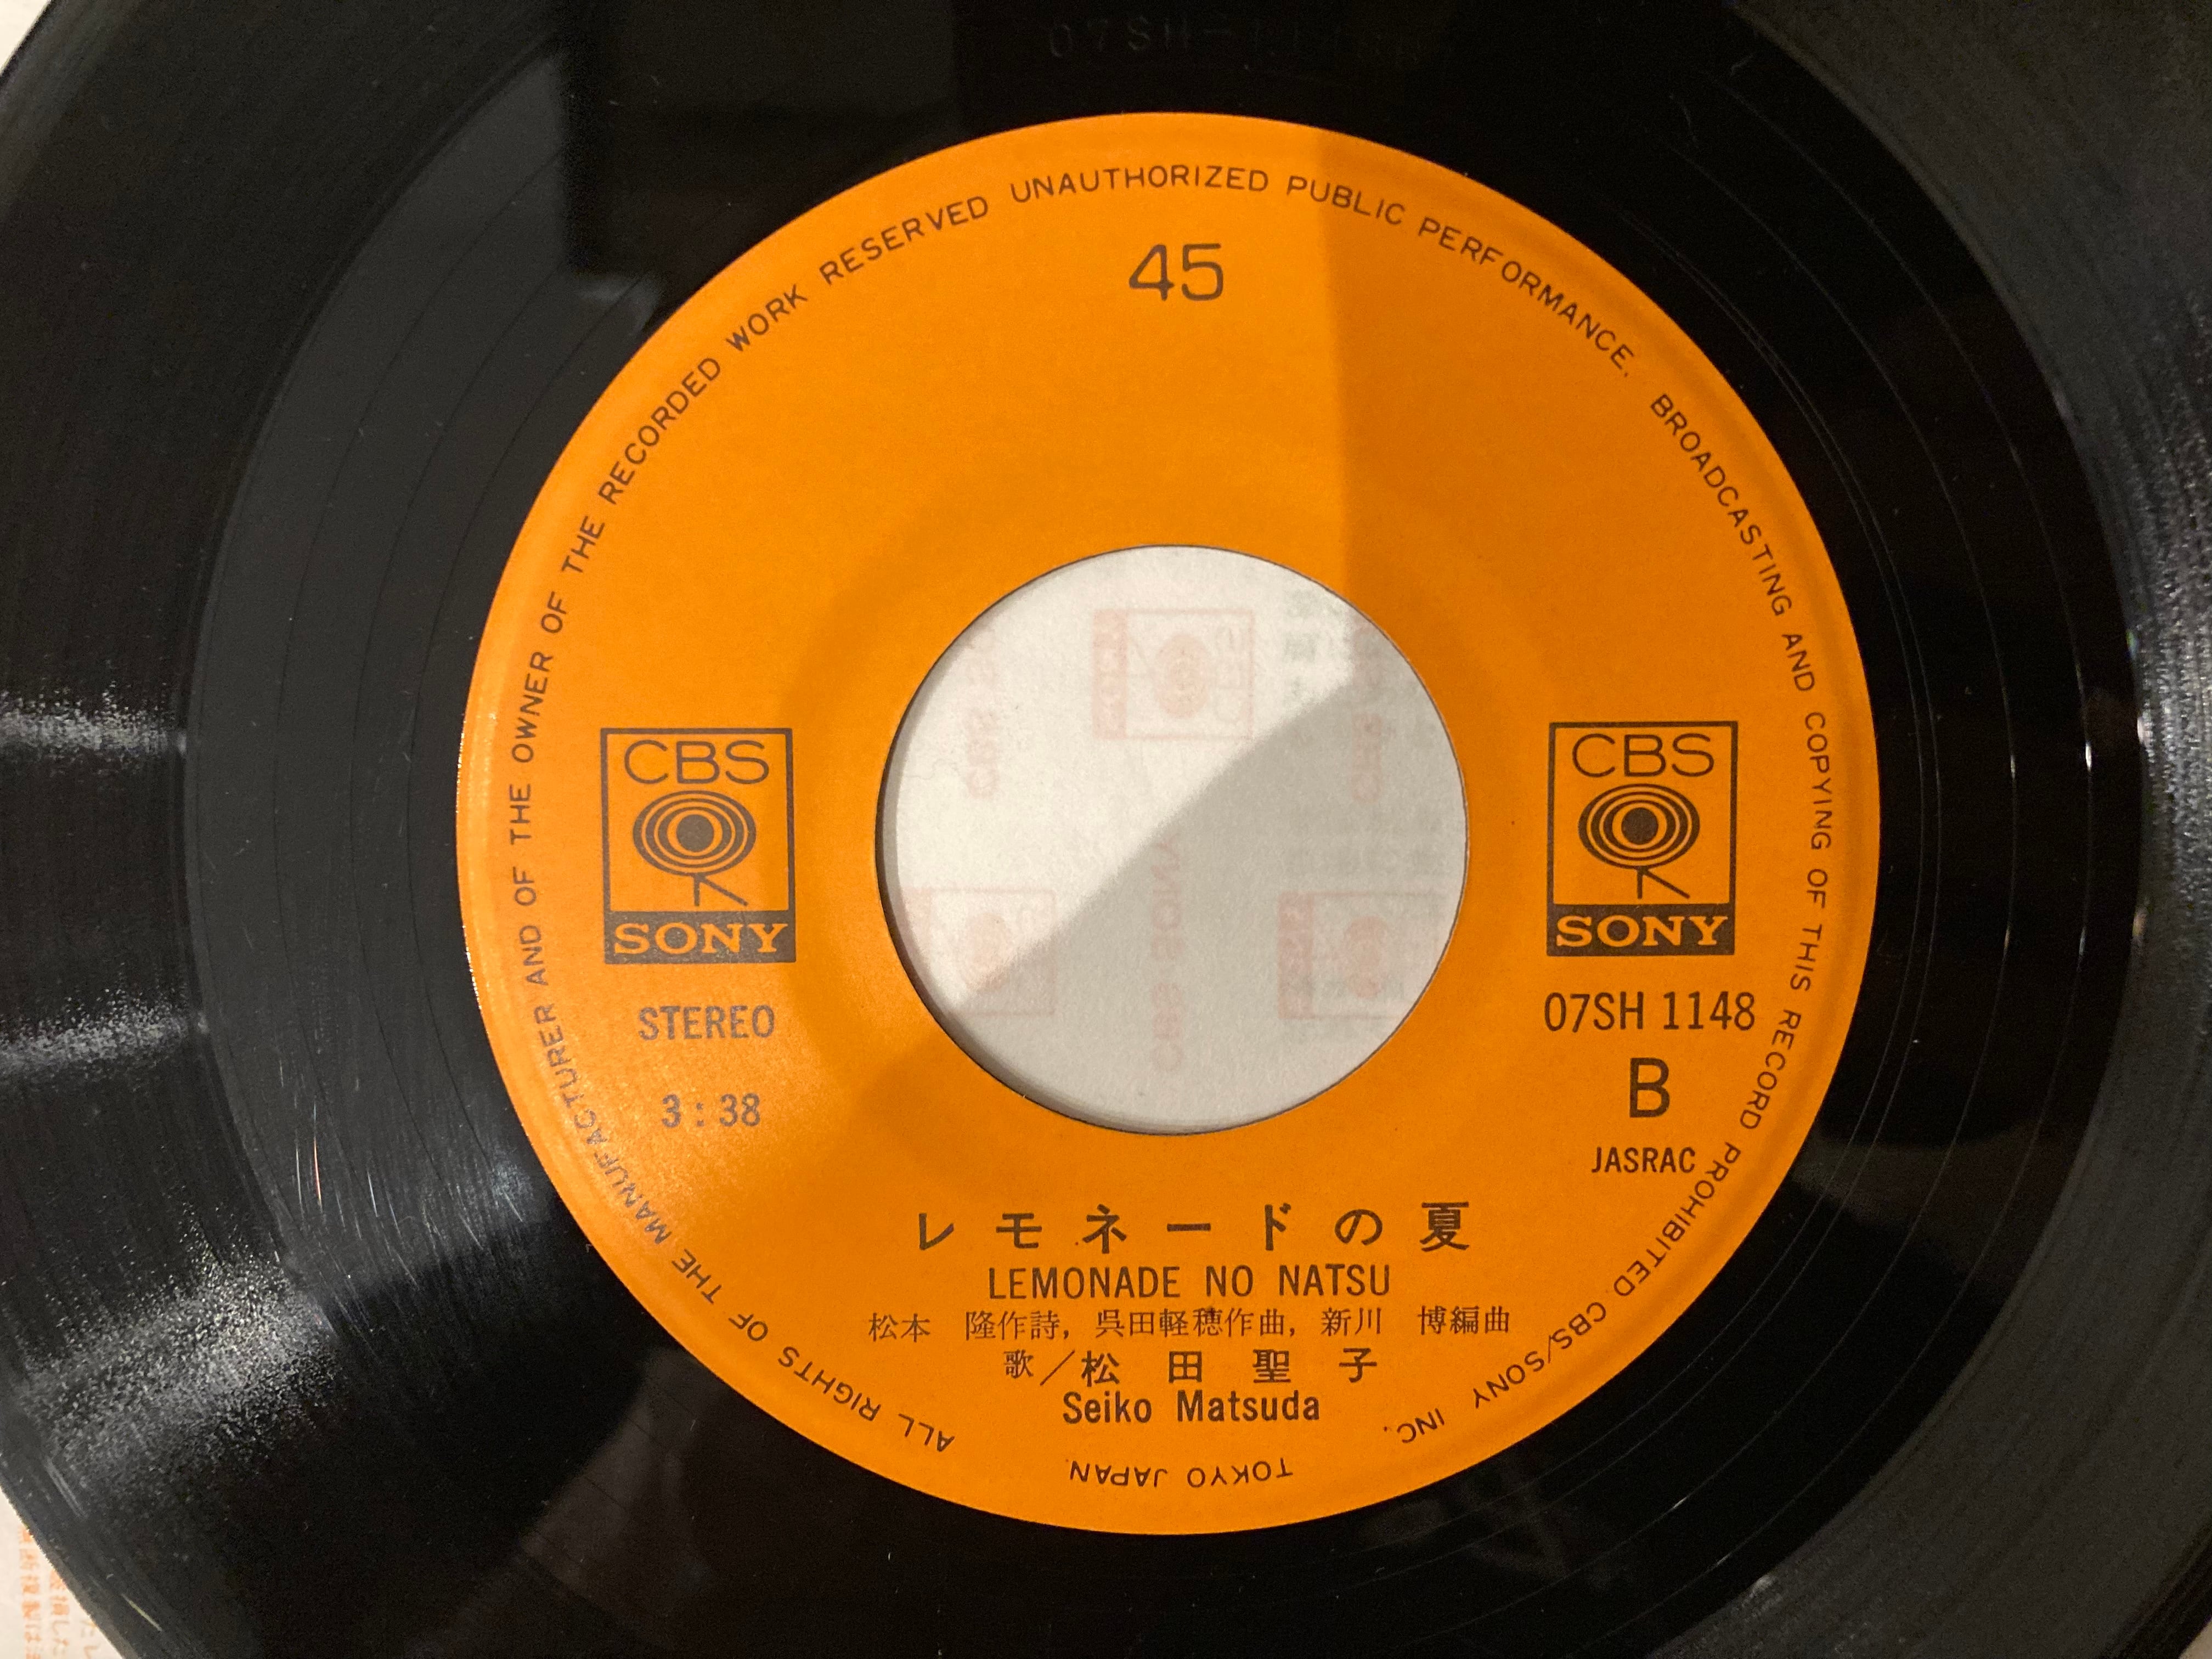 ALL RIGHTS OF THE MANUFACTURER AND OF THE OWNER OF THE RECORDED WORK RESERVED UNAUTHORIZED PUBLIC PERFORMANCE. BROADCASTING AND COPYING OF THIS RECORD PROHIBITED. CBS/SONY INC.
TOKYO JAPAN
45
CBS
SONY
STEREO
3:38
CBS
SONY
07SH 1148
B
JASRAC
レモネードの夏
LEMONADE NO NATSU
松本 隆作詩, 呉田軽穂作曲, 新川 博編曲
歌/松田聖子
Seiko Matsuda
CBS SONY